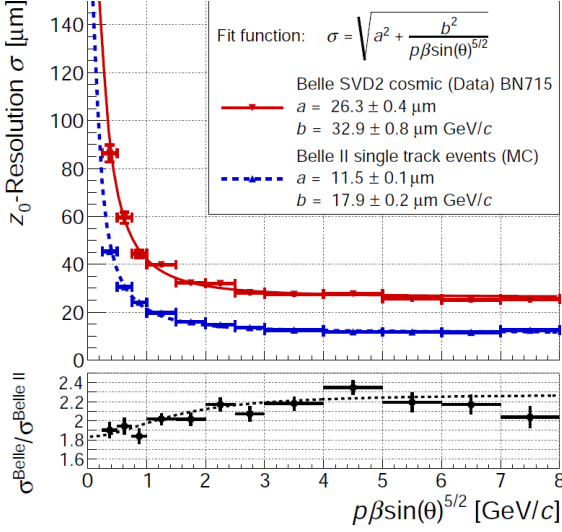 z₀-Resolution σ [μm]
140
120
100
80
60
40
20
0
Fit function: σ = √(a² + b² / pβsin(θ)^5/2)
Belle SVD2 cosmic (Data) BN715
a = 26.3 ± 0.4 μm
b = 32.9 ± 0.8 μm GeV/c
Belle II single track events (MC)
a = 11.5 ± 0.1 μm
b = 17.9 ± 0.2 μm GeV/c
σ^Belle/σ^Belle II
2.4
2.2
2
1.8
1.6
0 1 2 3 4 5 6 7 8
pβsin(θ)^5/2 [GeV/c]